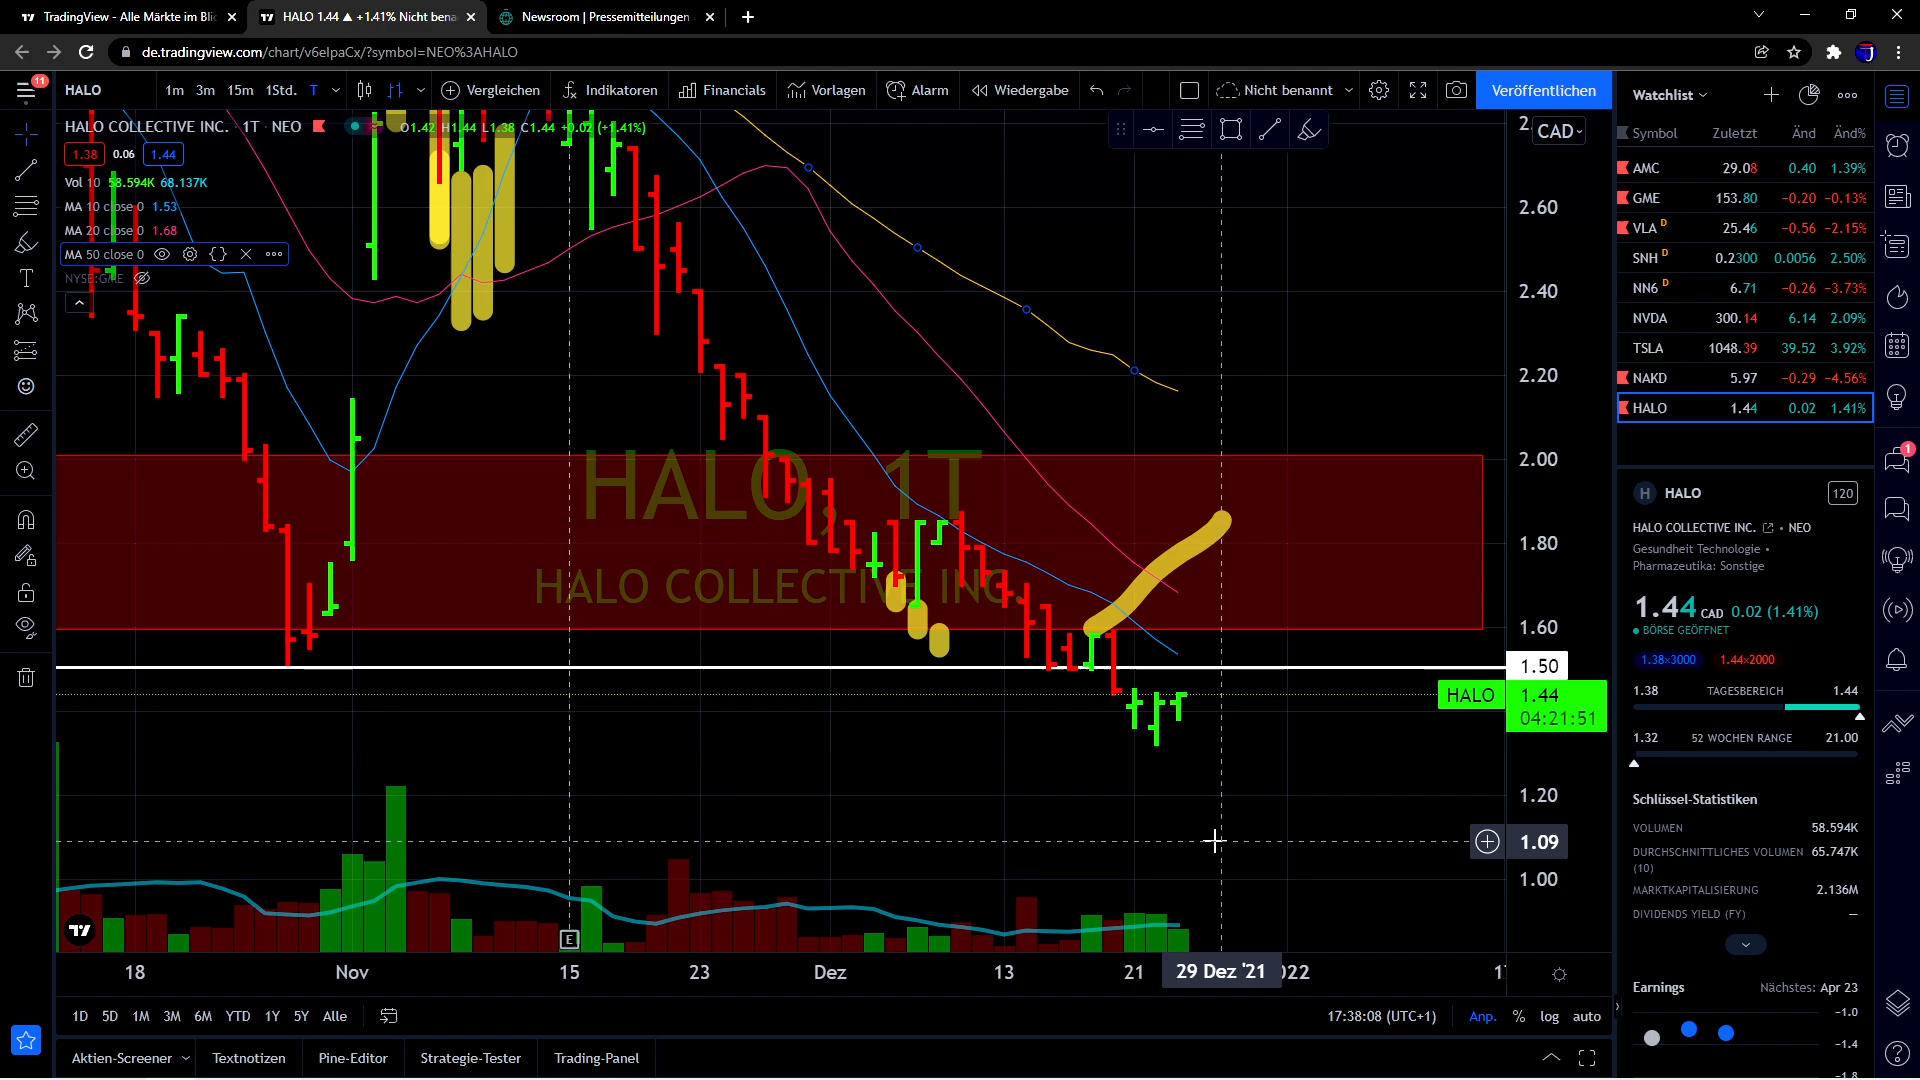 TradingView - Alle Märkte im Bli
HALO 1.44 ▲ +1.41% Nicht bena
Newsroom | Pressemitteilungen
de.tradingview.com/chart/v6elpaCx/?symbol=NEO%3AHALO
11
HALO
1m 3m 15m 1Std. T
Vergleichen
Indikatoren
Financials
Vorlagen
Alarm
Wiedergabe
Nicht benannt
Veröffentlichen
HALO COLLECTIVE INC. · 1T · NEO
O1.42 H1.44 L1.38 C1.44 +0.02 (+1.41%)
1.38 0.06 1.44
Vol 10 58.594K 68.137K
MA 10 close 0 1.53
MA 20 close 0 1.68
MA 50 close 0
NYSE:GME
HALO, 1T
HALO COLLECTIVE INC.
CAD
2.60
2.40
2.20
2.00
1.80
1.60
1.50
HALO 1.44
04:21:51
1.20
1.09
1.00
E
18 Nov 15 23 Dez 13 21 29 Dez '21 2022
1D 5D 1M 3M 6M YTD 1Y 5Y Alle
17:38:08 (UTC+1) Anp. % log auto
Aktien-Screener Textnotizen Pine-Editor Strategie-Tester Trading-Panel
Watchlist
Symbol Zuletzt Änd Änd%
AMC 29.08 0.40 1.39%
GME 153.80 −0.20 −0.13%
VLA D 25.46 −0.56 −2.15%
SNH D 0.2300 0.0056 2.50%
NN6 D 6.71 −0.26 −3.73%
NVDA 300.14 6.14 2.09%
TSLA 1048.39 39.52 3.92%
NAKD 5.97 −0.29 −4.56%
HALO 1.44 0.02 1.41%
H HALO 120
HALO COLLECTIVE INC. • NEO
Gesundheit Technologie •
Pharmazeutika: Sonstige
1.44 CAD 0.02 (1.41%)
BÖRSE GEÖFFNET
1.38×3000 1.44×2000
1.38 TAGESBEREICH 1.44
1.32 52 WOCHEN RANGE 21.00
Schlüssel-Statistiken
VOLUMEN 58.594K
DURCHSCHNITTLICHES VOLUMEN 65.747K
(10)
MARKTKAPITALISIERUNG 2.136M
DIVIDENDS YIELD (FY) —
Earnings Nächstes: Apr 23
−1.0
−1.4
−1.8
1